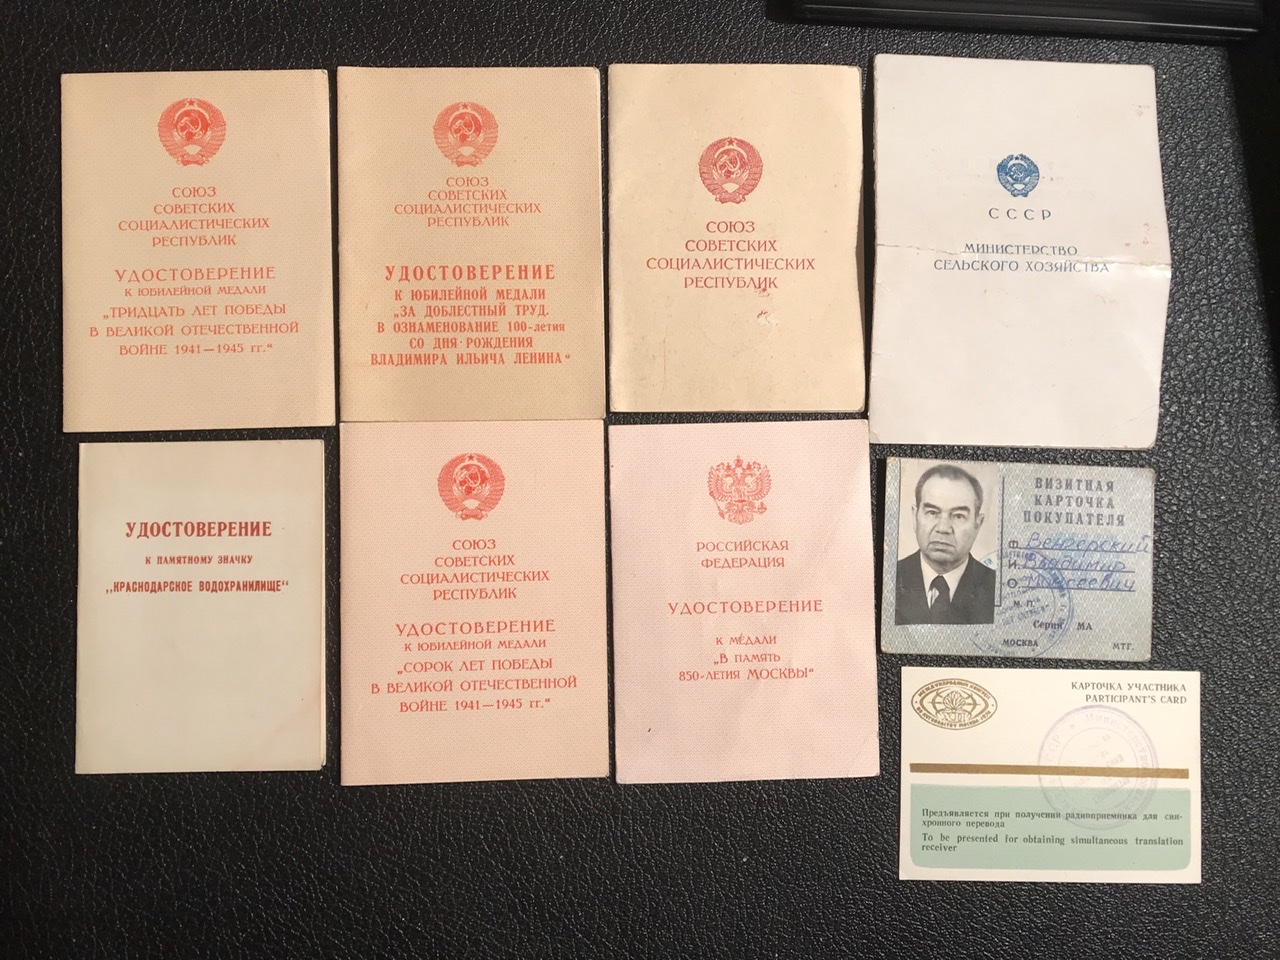 СОЮЗ
СОВЕТСКИХ
СОЦИАЛИСТИЧЕСКИХ
РЕСПУБЛИК
УДОСТОВЕРЕНИЕ
К ЮБИЛЕЙНОЙ МЕДАЛИ
„ТРИДЦАТЬ ЛЕТ ПОБЕДЫ
В ВЕЛИКОЙ ОТЕЧЕСТВЕННОЙ
ВОЙНЕ 1941—1945 гг.“
СОЮЗ
СОВЕТСКИХ
СОЦИАЛИСТИЧЕСКИХ
РЕСПУБЛИК
УДОСТОВЕРЕНИЕ
К ЮБИЛЕЙНОЙ МЕДАЛИ
„ЗА ДОБЛЕСТНЫЙ ТРУД.
В ОЗНАМЕНОВАНИЕ 100-летия
СО ДНЯ РОЖДЕНИЯ
ВЛАДИМИРА ИЛЬИЧА ЛЕНИНА“
СОЮЗ
СОВЕТСКИХ
СОЦИАЛИСТИЧЕСКИХ
РЕСПУБЛИК
СССР
МИНИСТЕРСТВО
СЕЛЬСКОГО ХОЗЯЙСТВА
УДОСТОВЕРЕНИЕ
К ПАМЯТНОМУ ЗНАЧКУ
„КРАСНОДАРСКОЕ ВОДОХРАНИЛИЩЕ“
СОЮЗ
СОВЕТСКИХ
СОЦИАЛИСТИЧЕСКИХ
РЕСПУБЛИК
УДОСТОВЕРЕНИЕ
К ЮБИЛЕЙНОЙ МЕДАЛИ
„СОРОК ЛЕТ ПОБЕДЫ
В ВЕЛИКОЙ ОТЕЧЕСТВЕННОЙ
ВОЙНЕ 1941—1945 гг.“
РОССИЙСКАЯ
ФЕДЕРАЦИЯ
УДОСТОВЕРЕНИЕ
К МЕДАЛИ
„В ПАМЯТЬ
850-ЛЕТИЯ МОСКВЫ“
ВИЗИТНАЯ
КАРТОЧКА
ПОКУПАТЕЛЯ
Ф. Венгерский
И. Владимир
О.
М. П.
Серия МА
МОСКВА МТГ.
КАРТОЧКА УЧАСТНИКА
PARTICIPANT'S CARD
Предъявляется при получении радиоприемника для син-
хронного перевода
To be presented for obtaining simultaneous translation
receiver